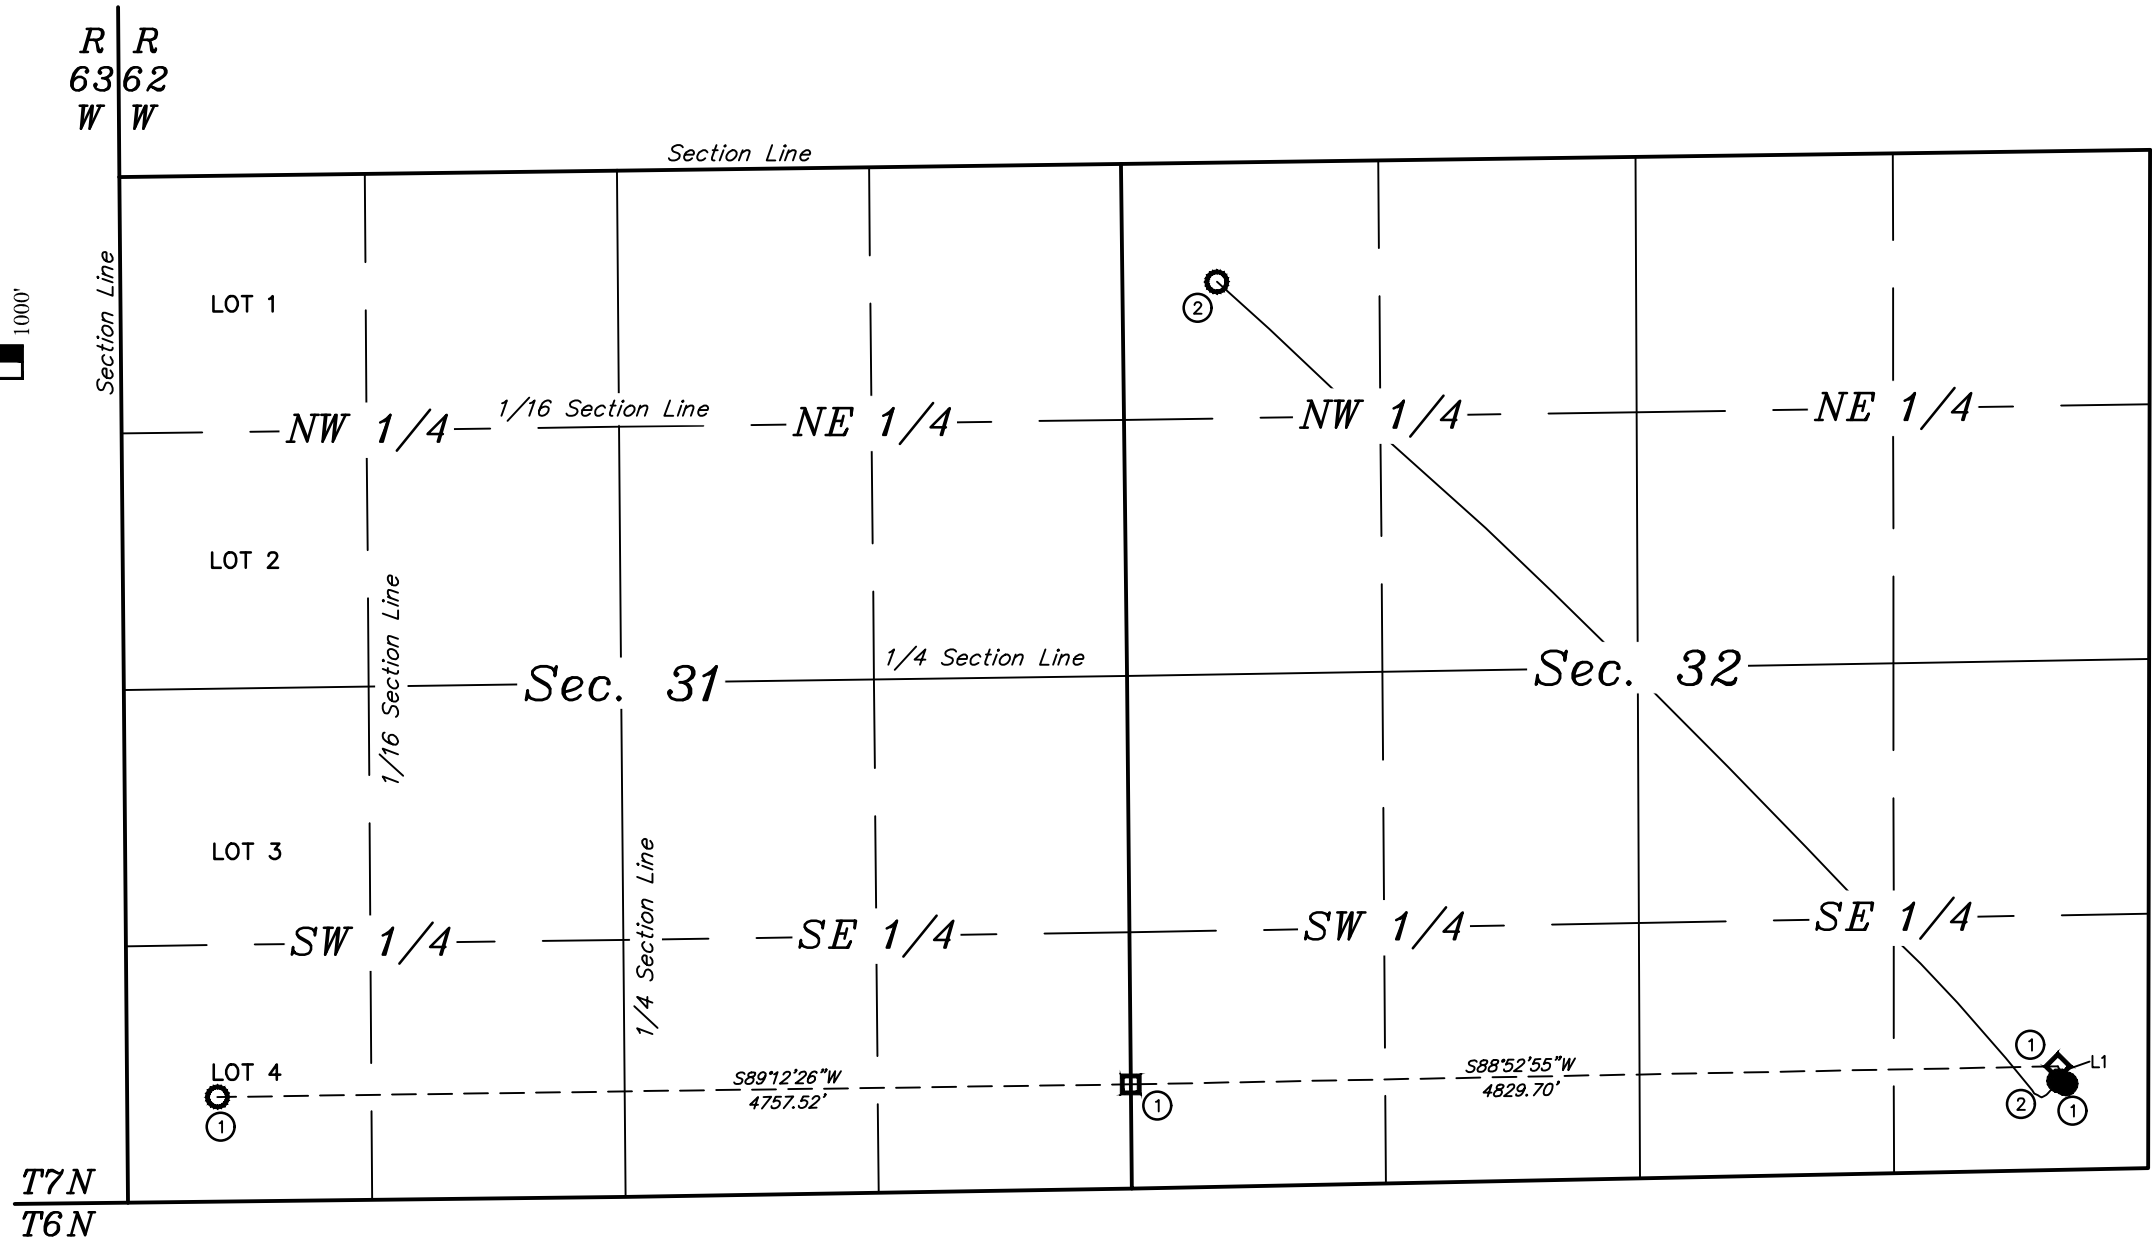 R R
63 62
W W
Section Line
Section Line
1000'
LOT 1
2
1/16 Section Line
NW 1/4
NE 1/4
NW 1/4
NE 1/4
LOT 2
1/16 Section Line
1/4 Section Line
Sec. 31
Sec. 32
LOT 3
1/4 Section Line
SW 1/4
SE 1/4
SW 1/4
SE 1/4
LOT 4
S89°12'26"W
4757.52'
S88°52'55"W
4829.70'
1
L1
1
1
2
1
T7N
T6N